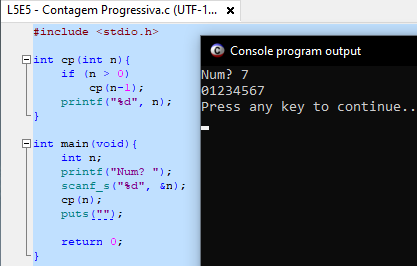 L5E5 - Contagem Progressiva.c (UTF-1...
#include <stdio.h>
int cp(int n){
if (n > 0)
cp(n-1);
printf("%d", n);
}
int main(void){
int n;
printf("Num? ");
scanf_s("%d", &n);
cp(n);
puts("");
return 0;
}
Console program output
Num? 7
01234567
Press any key to continue..